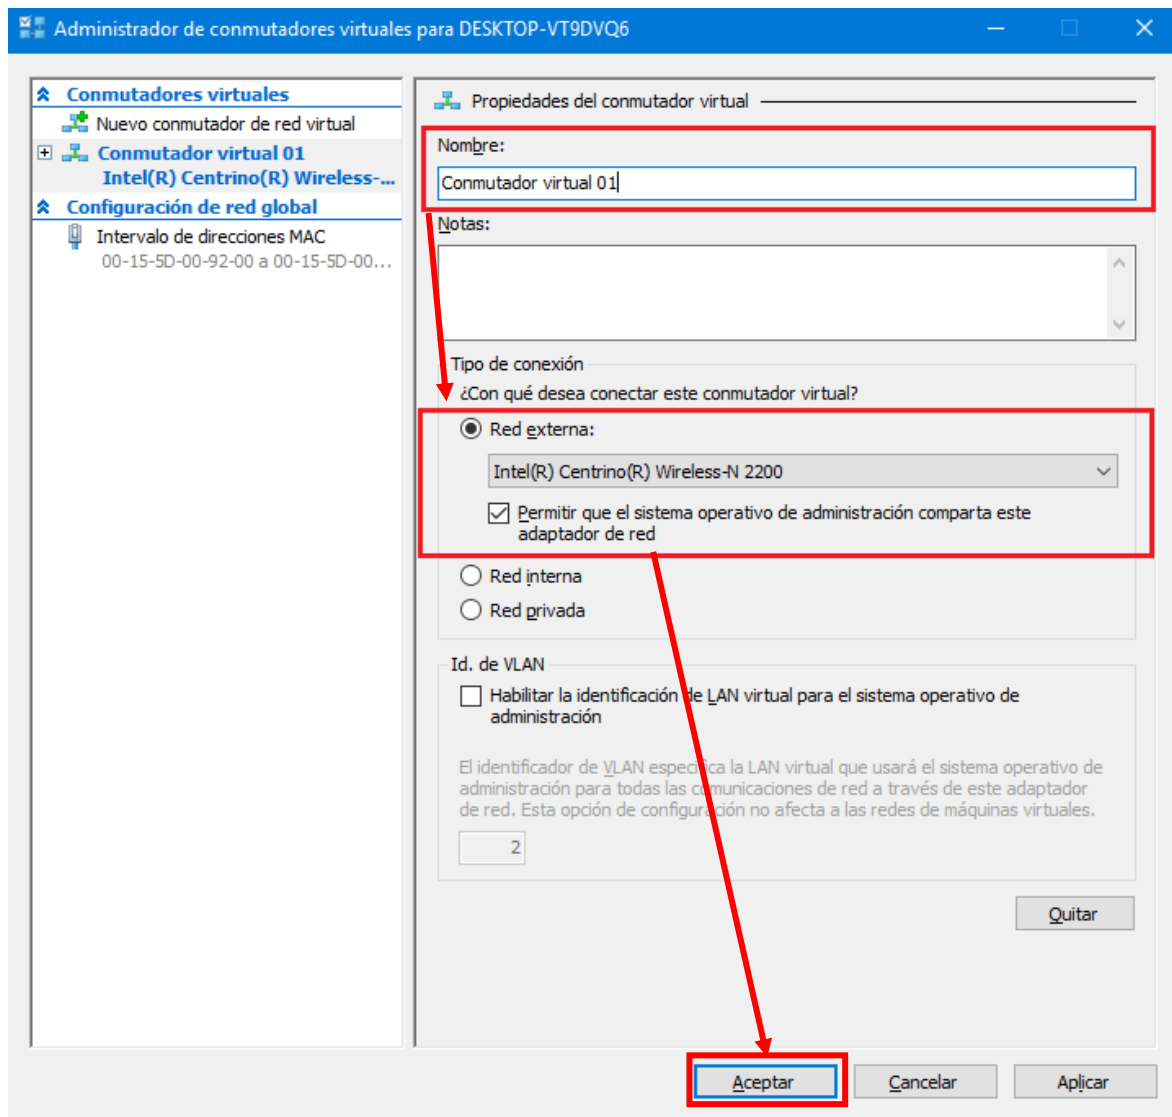 Administrador de conmutadores virtuales para DESKTOP-VT9DVQ6
Conmutadores virtuales
Nuevo conmutador de red virtual
Conmutador virtual 01
Intel(R) Centrino(R) Wireless-...
Configuración de red global
Intervalo de direcciones MAC
00-15-5D-00-92-00 a 00-15-5D-00...
Propiedades del conmutador virtual
Nombre:
Conmutador virtual 01
Notas:
Tipo de conexión
¿Con qué desea conectar este conmutador virtual?
Red externa:
Intel(R) Centrino(R) Wireless-N 2200
Permitir que el sistema operativo de administración comparta este
adaptador de red
Red interna
Red privada
Id. de VLAN
Habilitar la identificación de LAN virtual para el sistema operativo de
administración
El identificador de VLAN especifica la LAN virtual que usará el sistema operativo de
administración para todas las comunicaciones de red a través de este adaptador
de red. Esta opción de configuración no afecta a las redes de máquinas virtuales.
2
Quitar
Aceptar
Cancelar
Aplicar